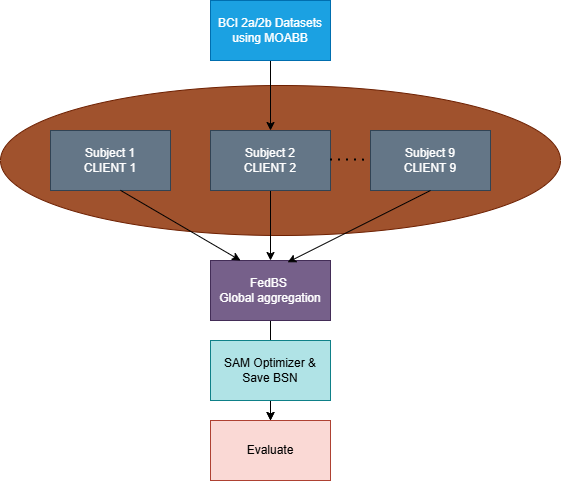 BCI 2a/2b Datasets
using MOABB
Subject 1
CLIENT 1
Subject 2
CLIENT 2
Subject 9
CLIENT 9
FedBS
Global aggregation
SAM Optimizer &
Save BSN
Evaluate